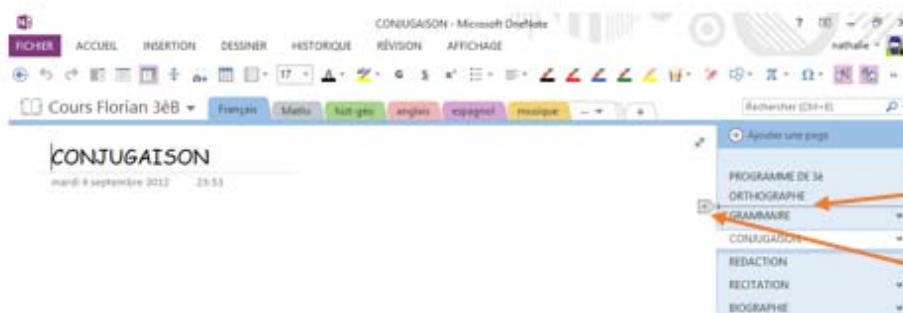 CONJUGAISON - Microsoft OneNote
FICHIER ACCUEIL INSERTION DESSINER HISTORIQUE RÉVISION AFFICHAGE
nathalie
17 G S
Cours Florian 3èB Français Maths hist-géo anglais espagnol musique
Rechercher (Ctrl+E)
Ajouter une page
CONJUGAISON
mardi 4 septembre 2012 23:53
PROGRAMME DE 3è
ORTHOGRAPHE
GRAMMAIRE
CONJUGAISON
REDACTION
RECITATION
BIOGRAPHIE